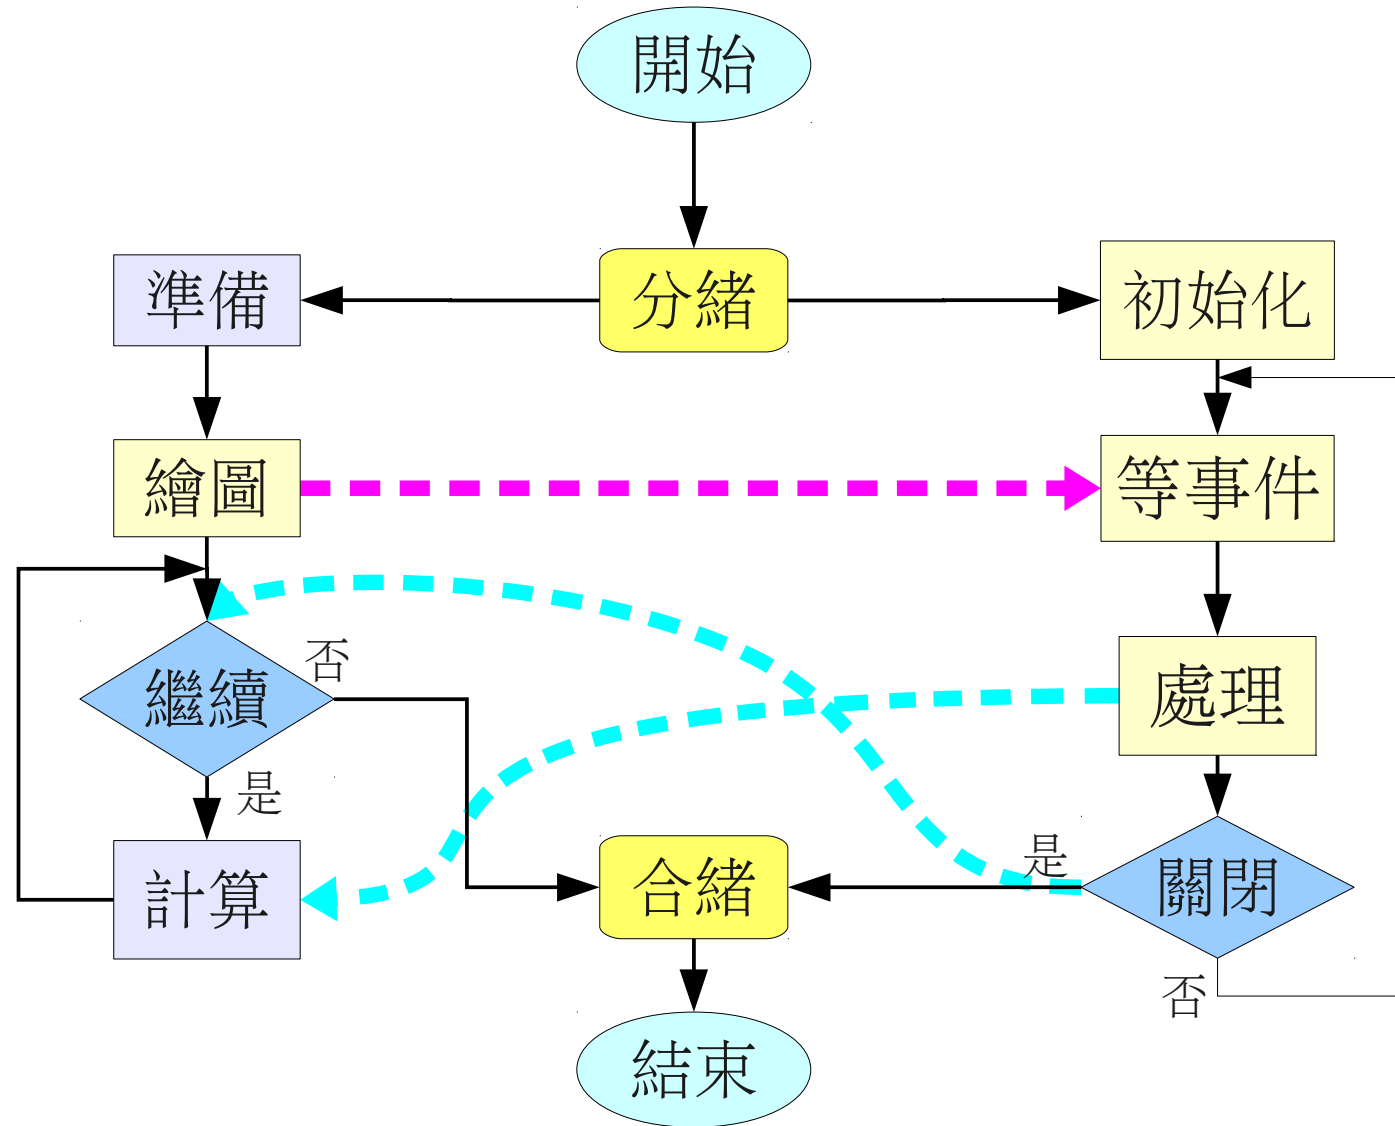 開始
準備
分緒
初始化
繪圖
等事件
繼續
否
是
處理
計算
合緒
是
關閉
否
結束